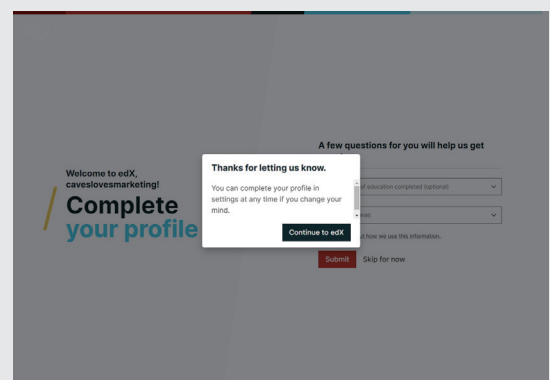 Welcome to edX,
caveslovesmarketing!
Complete
your profile
A few questions for you will help us get
of education completed (optional)
out how we use this information.
Submit
Skip for now
Thanks for letting us know.
You can complete your profile in
settings at any time if you change your
mind.
Continue to edX